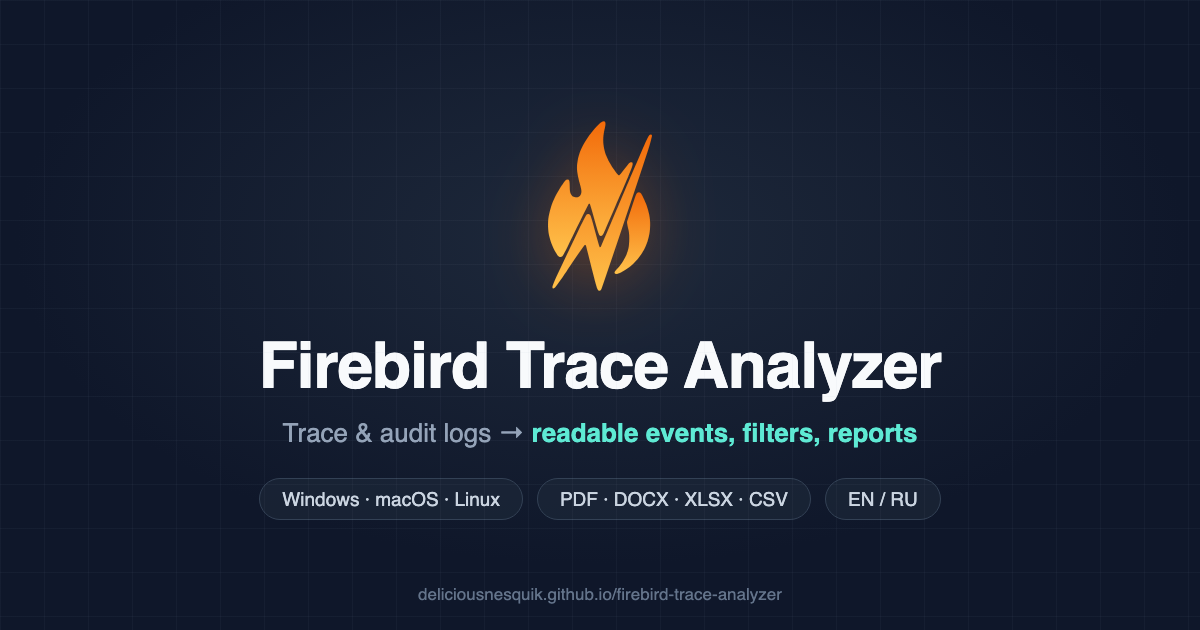 Firebird Trace Analyzer
Trace & audit logs → readable events, filters, reports
Windows · macOS · Linux PDF · DOCX · XLSX · CSV EN / RU
deliciousnesquik.github.io/firebird-trace-analyzer